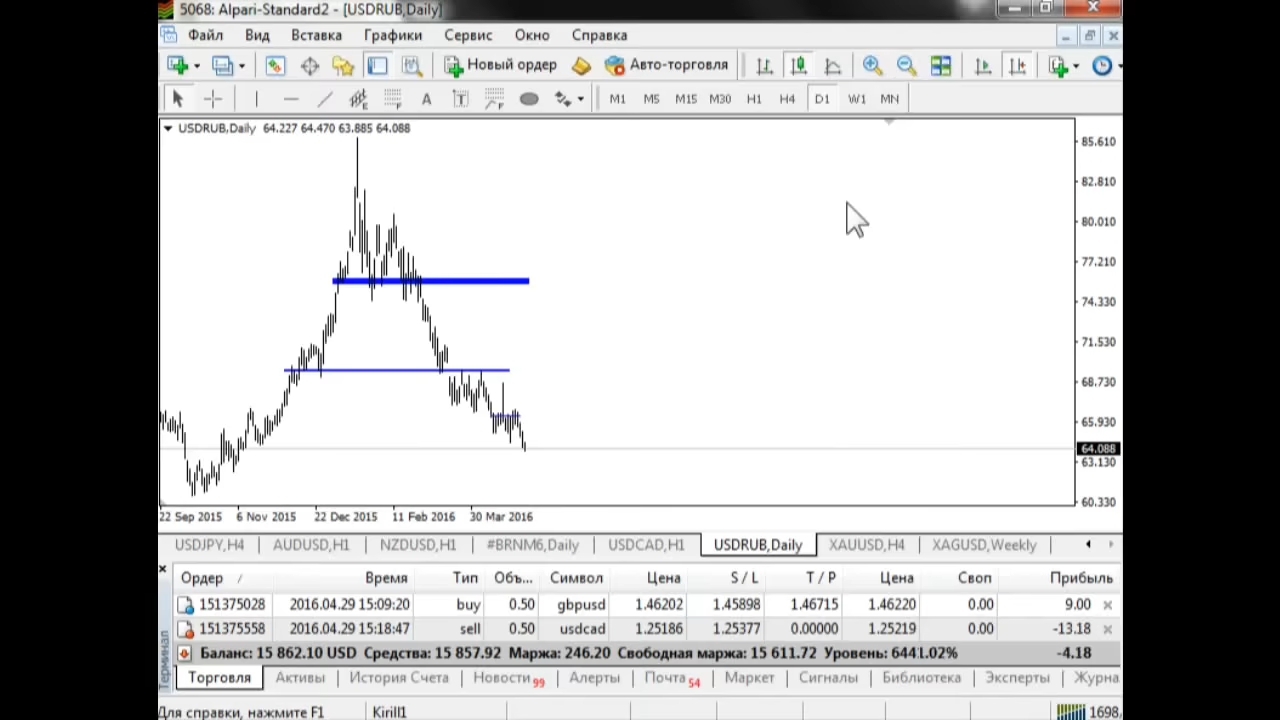 5068: Alpari-Standard2 - [USDRUB,Daily]
Файл Вид Вставка Графики Сервис Окно Справка
Новый ордер Авто-торговля
A T M1 M5 M15 M30 H1 H4 D1 W1 MN
USDRUB,Daily 64.227 64.470 63.885 64.088
85.610
82.810
80.010
77.210
74.330
71.530
68.730
65.930
64.088
63.130
60.330
22 Sep 2015 6 Nov 2015 22 Dec 2015 11 Feb 2016 30 Mar 2016
USDJPY,H4 AUDUSD,H1 NZDUSD,H1 #BRNM6,Daily USDCAD,H1 USDRUB,Daily XAUUSD,H4 XAGUSD,Weekly
Ордер / Время Тип Объ... Символ Цена S / L T / P Цена Своп Прибыль
151375028 2016.04.29 15:09:20 buy 0.50 gbpusd 1.46202 1.45898 1.46715 1.46220 0.00 9.00
151375558 2016.04.29 15:18:47 sell 0.50 usdcad 1.25186 1.25377 0.00000 1.25219 0.00 -13.18
Баланс: 15 862.10 USD Средства: 15 857.92 Маржа: 246.20 Свободная маржа: 15 611.72 Уровень: 6441.02% -4.18
Терминал
Торговля Активы История Счета Новости 99 Алерты Почта 54 Маркет Сигналы Библиотека Эксперты Журна
Для справки, нажмите F1 Kirill1 1698